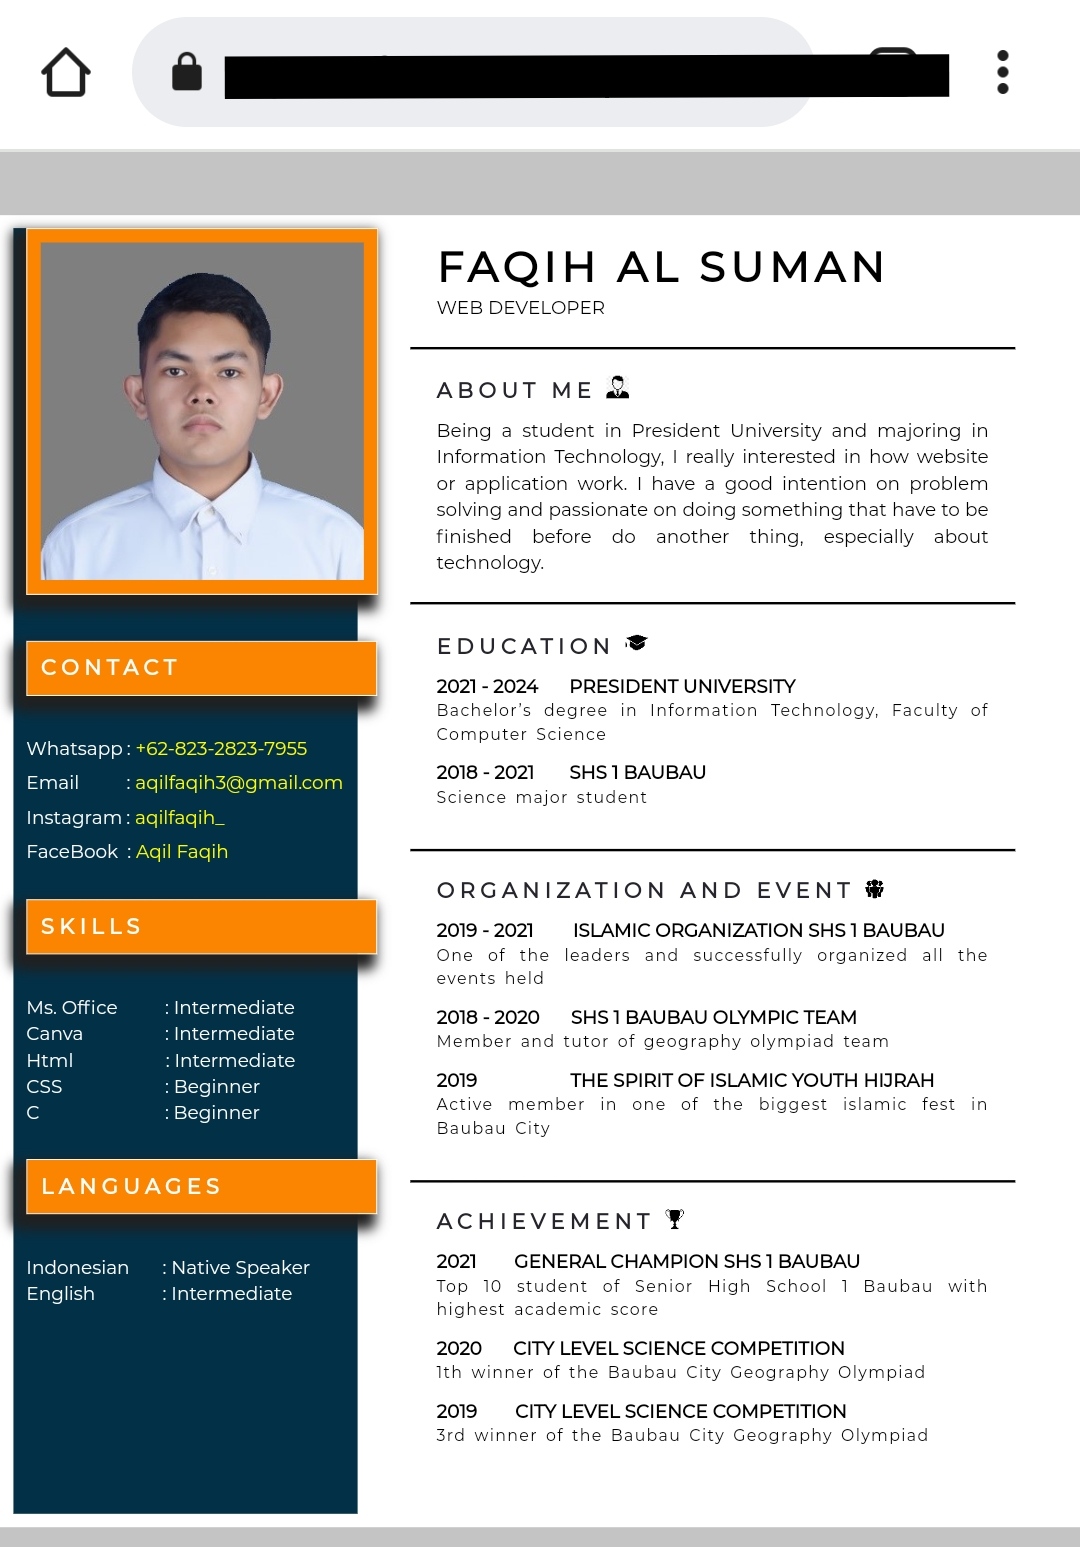 FAQIH AL SUMAN
WEB DEVELOPER
ABOUT ME
Being a student in President University and majoring in
Information Technology, I really interested in how website
or application work. I have a good intention on problem
solving and passionate on doing something that have to be
finished before do another thing, especially about
technology.
EDUCATION
2021 - 2024 PRESIDENT UNIVERSITY
Bachelor’s degree in Information Technology, Faculty of
Computer Science
2018 - 2021 SHS 1 BAUBAU
Science major student
ORGANIZATION AND EVENT
2019 - 2021 ISLAMIC ORGANIZATION SHS 1 BAUBAU
One of the leaders and successfully organized all the
events held
2018 - 2020 SHS 1 BAUBAU OLYMPIC TEAM
Member and tutor of geography olympiad team
2019 THE SPIRIT OF ISLAMIC YOUTH HIJRAH
Active member in one of the biggest islamic fest in
Baubau City
ACHIEVEMENT
2021 GENERAL CHAMPION SHS 1 BAUBAU
Top 10 student of Senior High School 1 Baubau with
highest academic score
2020 CITY LEVEL SCIENCE COMPETITION
1th winner of the Baubau City Geography Olympiad
2019 CITY LEVEL SCIENCE COMPETITION
3rd winner of the Baubau City Geography Olympiad
CONTACT
Whatsapp : +62-823-2823-7955
Email : aqilfaqih3@gmail.com
Instagram : aqilfaqih_
FaceBook : Aqil Faqih
SKILLS
Ms. Office : Intermediate
Canva : Intermediate
Html : Intermediate
CSS : Beginner
C : Beginner
LANGUAGES
Indonesian : Native Speaker
English : Intermediate